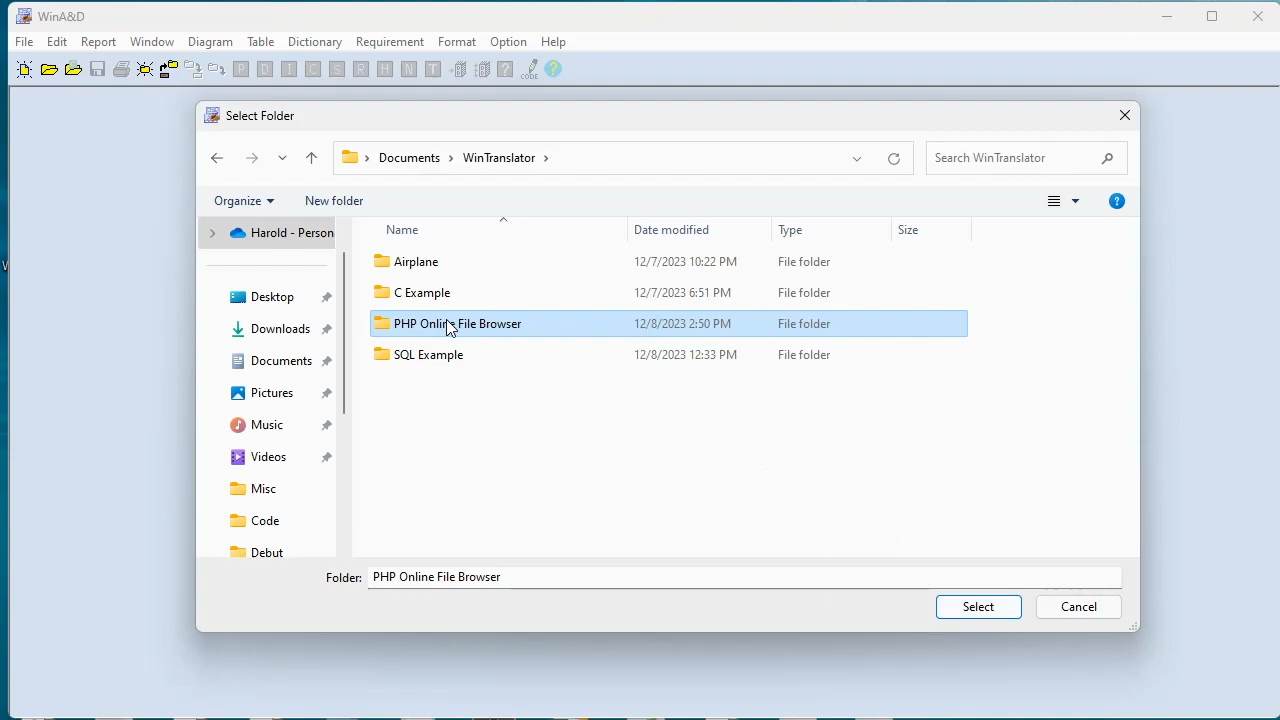 WinA&D
File Edit Report Window Diagram Table Dictionary Requirement Format Option Help
P D I C S R H N T ? CODE ?
Select Folder
Documents WinTranslator
Search WinTranslator
Organize New folder
?
Harold - Person
Name Date modified Type Size
Airplane 12/7/2023 10:22 PM File folder
C Example 12/7/2023 6:51 PM File folder
PHP Online File Browser 12/8/2023 2:50 PM File folder
SQL Example 12/8/2023 12:33 PM File folder
Desktop
Downloads
Documents
Pictures
Music
Videos
Misc
Code
Debut
W
Folder: PHP Online File Browser
Select Cancel